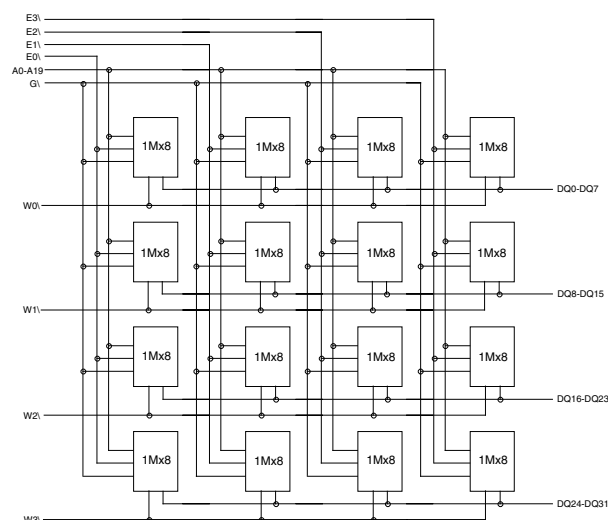 E3\
E2\
E1\
E0\
A0-A19
G\
1Mx8 1Mx8 1Mx8 1Mx8
DQ0-DQ7
W0\
1Mx8 1Mx8 1Mx8 1Mx8
DQ8-DQ15
W1\
1Mx8 1Mx8 1Mx8 1Mx8
DQ16-DQ23
W2\
1Mx8 1Mx8 1Mx8 1Mx8
DQ24-DQ31
W3\